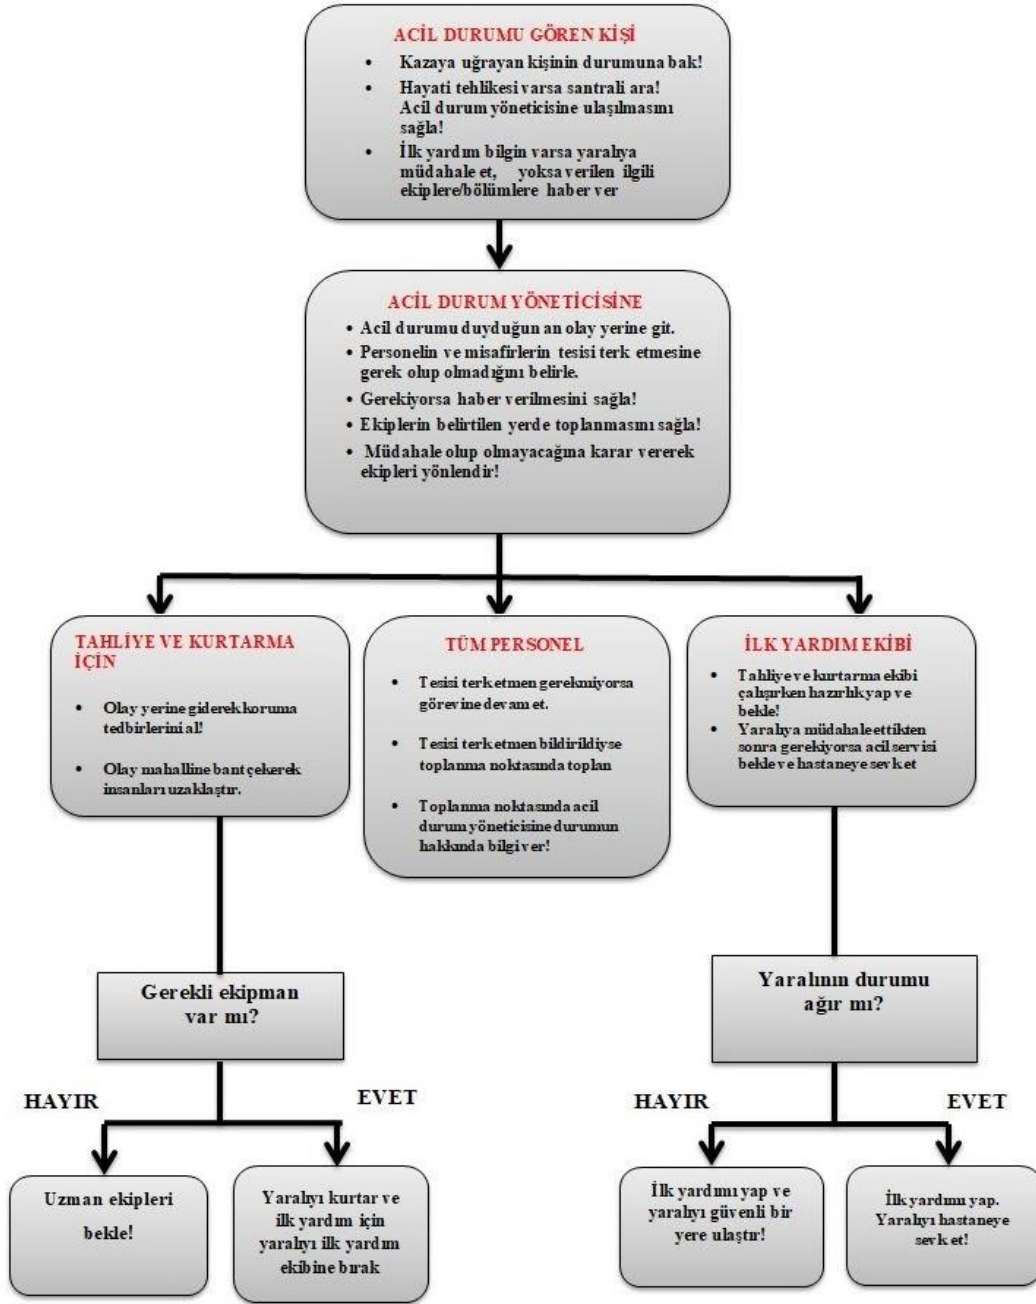 ACİL DURUMU GÖREN KİŞİ
• Kazaya uğrayan kişinin durumuna bak!
• Hayati tehlikesi varsa santrali ara!
Acil durum yöneticisine ulaşılmasını
sağla!
• İlk yardım bilgin varsa yaralıya
müdahale et, yoksa verilen ilgili
ekiplere/bölümlere haber ver
ACİL DURUM YÖNETİCİSİNE
• Acil durumu duyduğun an olay yerine git.
• Personelin ve misafirlerin tesisi terk etmesine
gerek olup olmadığını belirle.
• Gerekiyorsa haber verilmesini sağla!
• Ekiplerin belirtilen yerde toplanmasını sağla!
• Müdahale olup olmayacağına karar vererek
ekipleri yönlendir!
TAHLİYE VE KURTARMA
İÇİN
• Olay yerine giderek koruma
tedbirlerini al!
• Olay mahalline bant çekerek
insanları uzaklaştır.
TÜM PERSONEL
• Tesisi terk etmen gerekmiyorsa
görevine devam et.
• Tesisi terk etmen bildirildiyse
toplanma noktasında toplan
• Toplanma noktasında acil
durum yöneticisine durumun
hakkında bilgi ver!
İLK YARDIM EKİBİ
• Tahliye ve kurtarma ekibi
çalışırken hazırlık yap ve
bekle!
• Yaralıya müdahale ettikten
sonra gerekiyorsa acil servisi
bekle ve hastaneye sevk et
Gerekli ekipman
var mı?
Yaralının durumu
ağır mı?
HAYIR
EVET
HAYIR
EVET
Uzman ekipleri
bekle!
Yaralıyı kurtar ve
ilk yardım için
yaralıyı ilk yardım
ekibine bırak
İlk yardımı yap ve
yaralıyı güvenli bir
yere ulaştır!
İlk yardımı yap.
Yaralıyı hastaneye
sevk et!